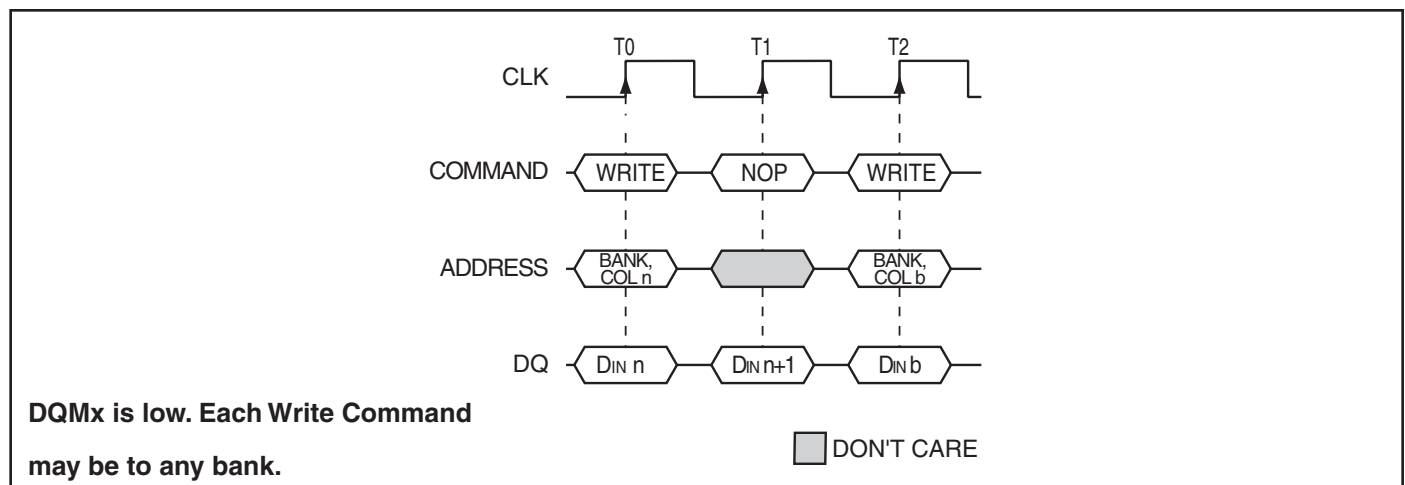 T0 T1 T2
CLK
COMMAND WRITE NOP WRITE
ADDRESS BANK, COL n BANK, COL b
DQ DIN n DIN n+1 DIN b
DQMx is low. Each Write Command
may be to any bank.
DON'T CARE